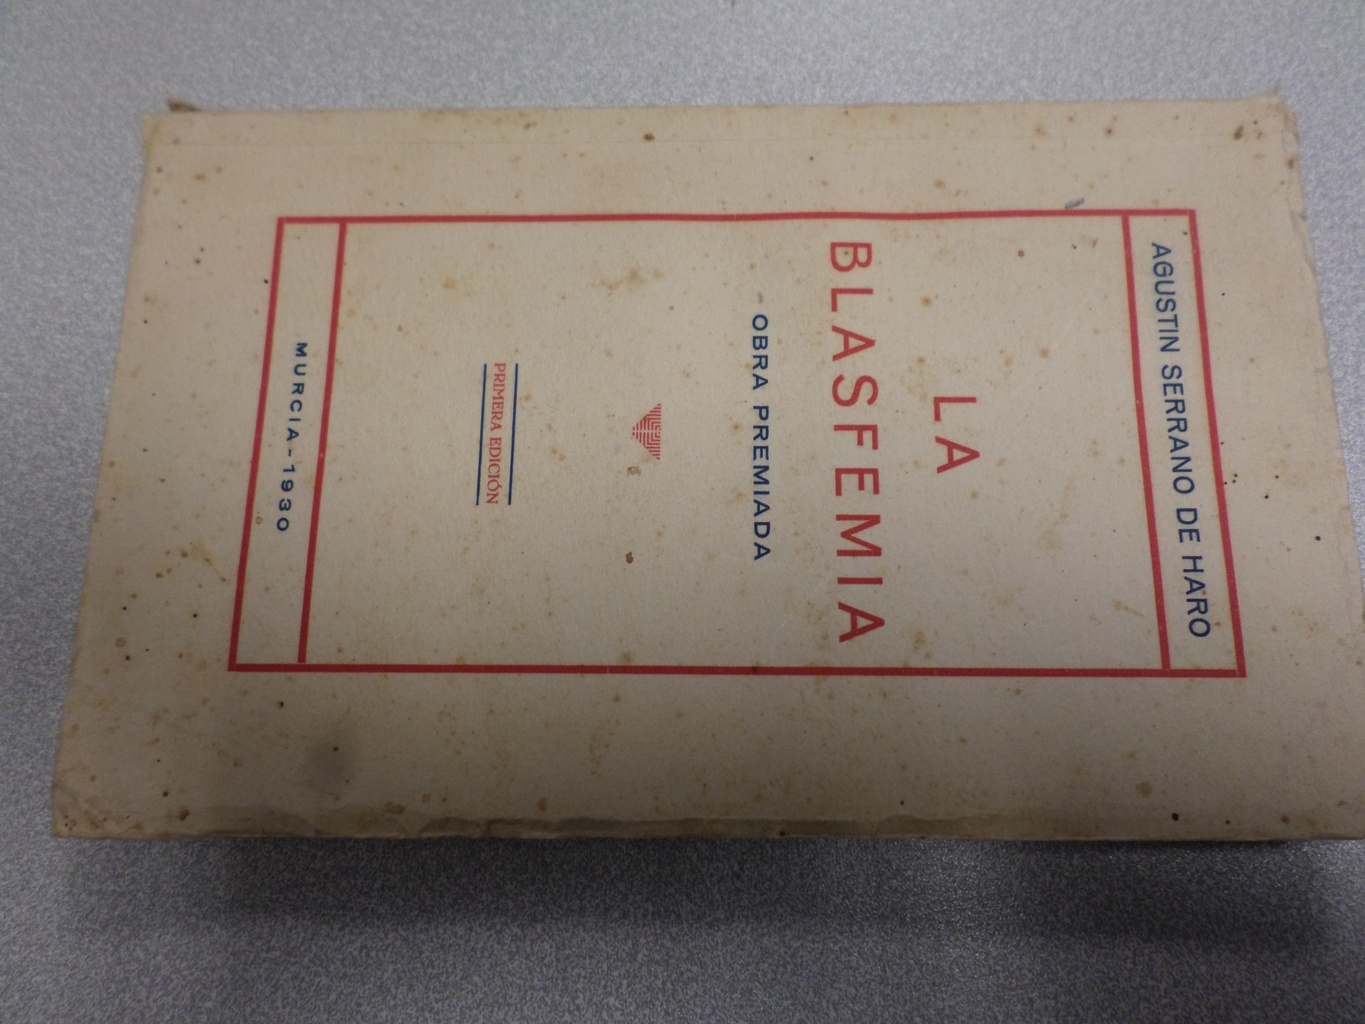 AGUSTIN SERRANO DE HARO
LA
BLASFEMIA
OBRA PREMIADA
PRIMERA EDICIÓN
MURCIA - 1930